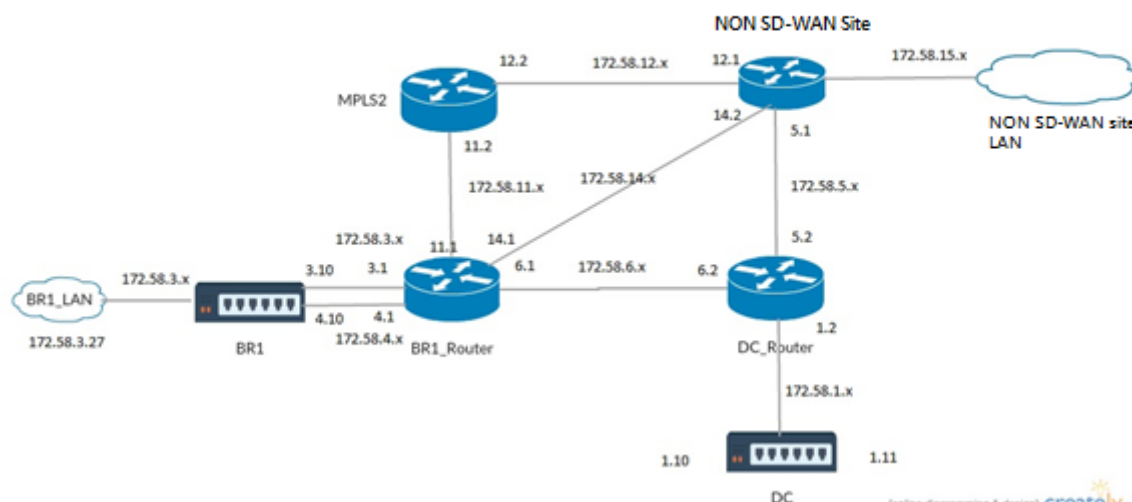 NON SD-WAN Site
12.2
172.58.12.x
12.1
172.58.15.x
MPLS2
14.2
5.1
NON SD-WAN site
LAN
11.2
172.58.14.x
172.58.11.x
172.58.5.x
172.58.3.x
11.1
14.1
5.2
172.58.3.x
3.10
3.1
6.1
172.58.6.x
6.2
BR1_LAN
4.10
4.1
1.2
172.58.3.27
172.58.4.x
BR1
BR1_Router
DC_Router
172.58.1.x
1.10
1.11
DC
creately